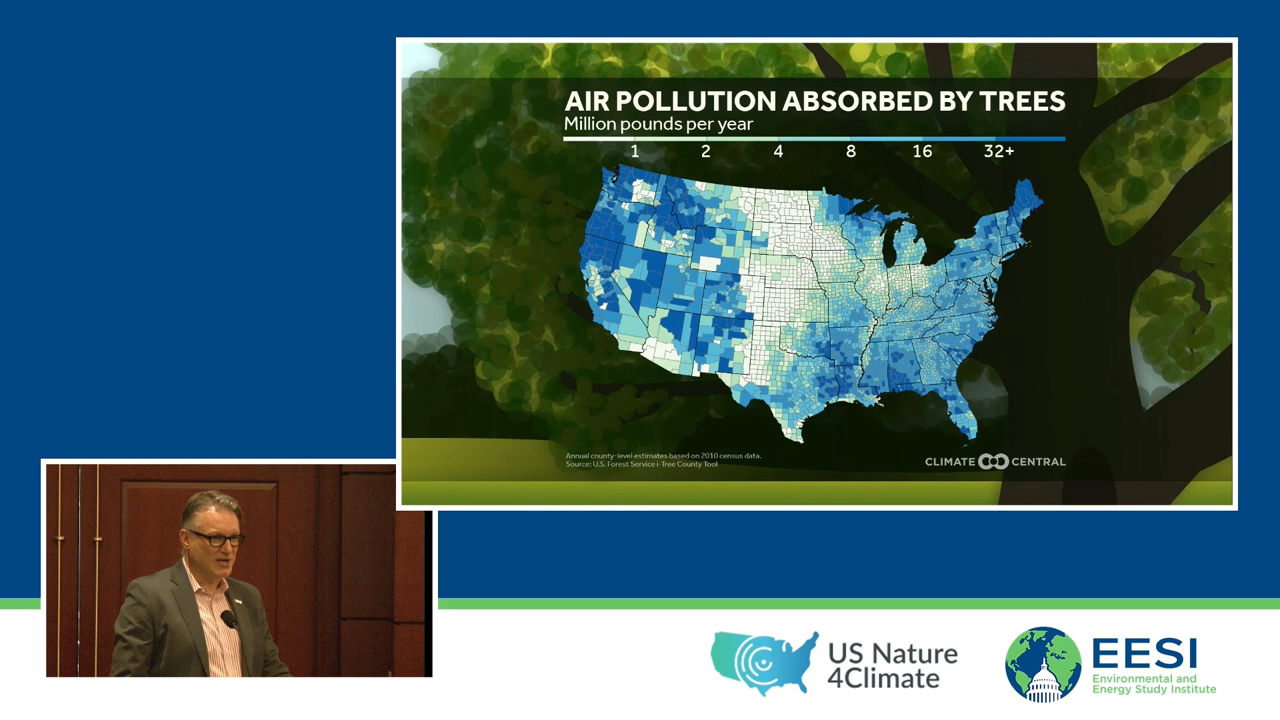 AIR POLLUTION ABSORBED BY TREES
Million pounds per year
1 2 4 8 16 32+
Annual county-level estimates based on 2010 census data.
Source: U.S. Forest Service i-Tree County Tool
CLIMATE CENTRAL
US Nature
4Climate
EESI
Environmental and
Energy Study Institute